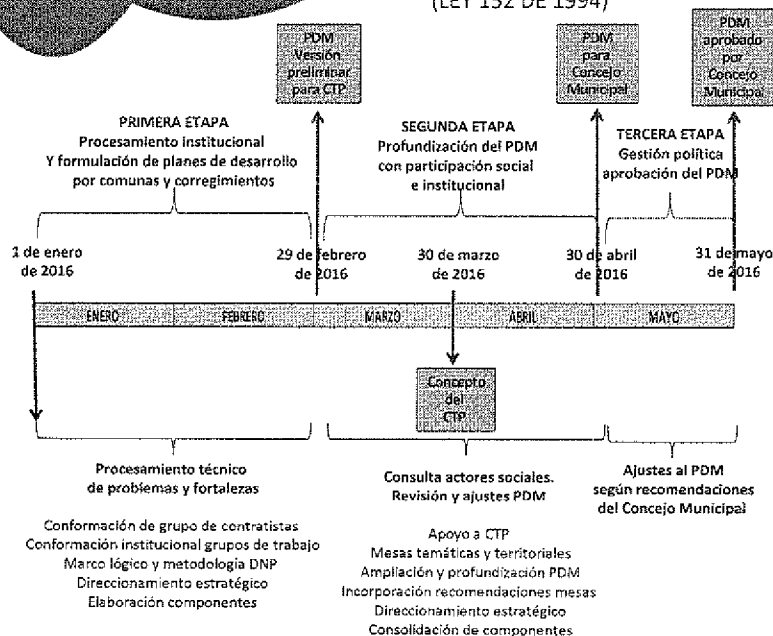 (LEY 152 DE 1994)
PDM
Versión
preliminar
para CTP
PDM
para
Concejo
Municipal
PDM
aprobado
por
Concejo
Municipal
PRIMERA ETAPA
Procesamiento institucional
Y formulación de planes de desarrollo
por comunas y corregimientos
SEGUNDA ETAPA
Profundización del PDM
con participación social
e institucional
TERCERA ETAPA
Gestión política
aprobación del PDM
1 de enero
de 2016
29 de febrero
de 2016
30 de marzo
de 2016
30 de abril
de 2016
31 de mayo
de 2016
ENERO
FEBRERO
MARZO
ABRIL
MAYO
Concepto
del
CTP
Procesamiento técnico
de problemas y fortalezas
Conformación de grupo de contratistas
Conformación institucional grupos de trabajo
Marco lógico y metodología DNP
Direccionamiento estratégico
Elaboración componentes
Consulta actores sociales.
Revisión y ajustes PDM
Apoyo a CTP
Mesas temáticas y territoriales
Ampliación y profundización PDM
Incorporación recomendaciones mesas
Direccionamiento estratégico
Consolidación de componentes
Ajustes al PDM
según recomendaciones
del Concejo Municipal